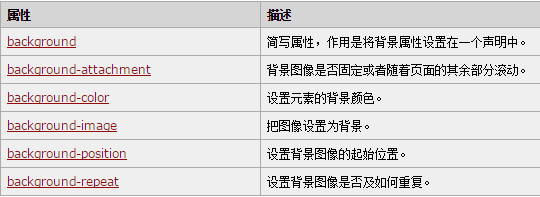 属性 描述
background 简写属性，作用是将背景属性设置在一个声明中。
background-attachment 背景图像是否固定或者随着页面的其余部分滚动。
background-color 设置元素的背景颜色。
background-image 把图像设置为背景。
background-position 设置背景图像的起始位置。
background-repeat 设置背景图像是否及如何重复。